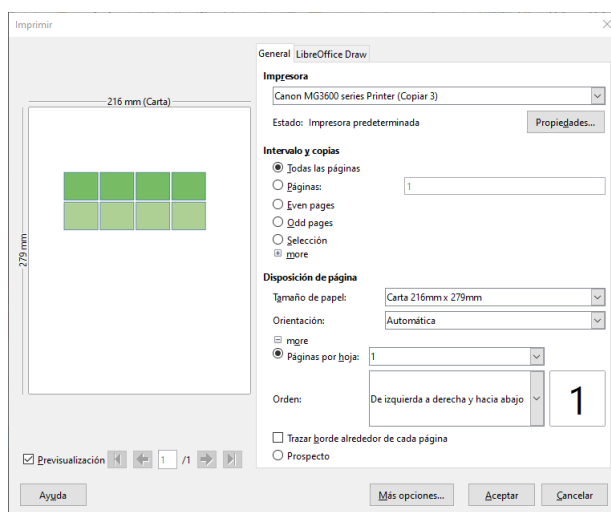 Imprimir
General LibreOffice Draw
Impresora
Canon MG3600 series Printer (Copiar 3)
Estado: Impresora predeterminada Propiedades...
Intervalo y copias
Todas las páginas
Páginas: 1
Even pages
Odd pages
Selección
more
Disposición de página
Tamaño de papel: Carta 216mm x 279mm
Orientación: Automática
more
Páginas por hoja: 1
Orden: De izquierda a derecha y hacia abajo 1
Trazar borde alrededor de cada página
Prospecto
216 mm (Carta)
279 mm
Previsualización 1 /1
Ayuda Más opciones... Aceptar Cancelar